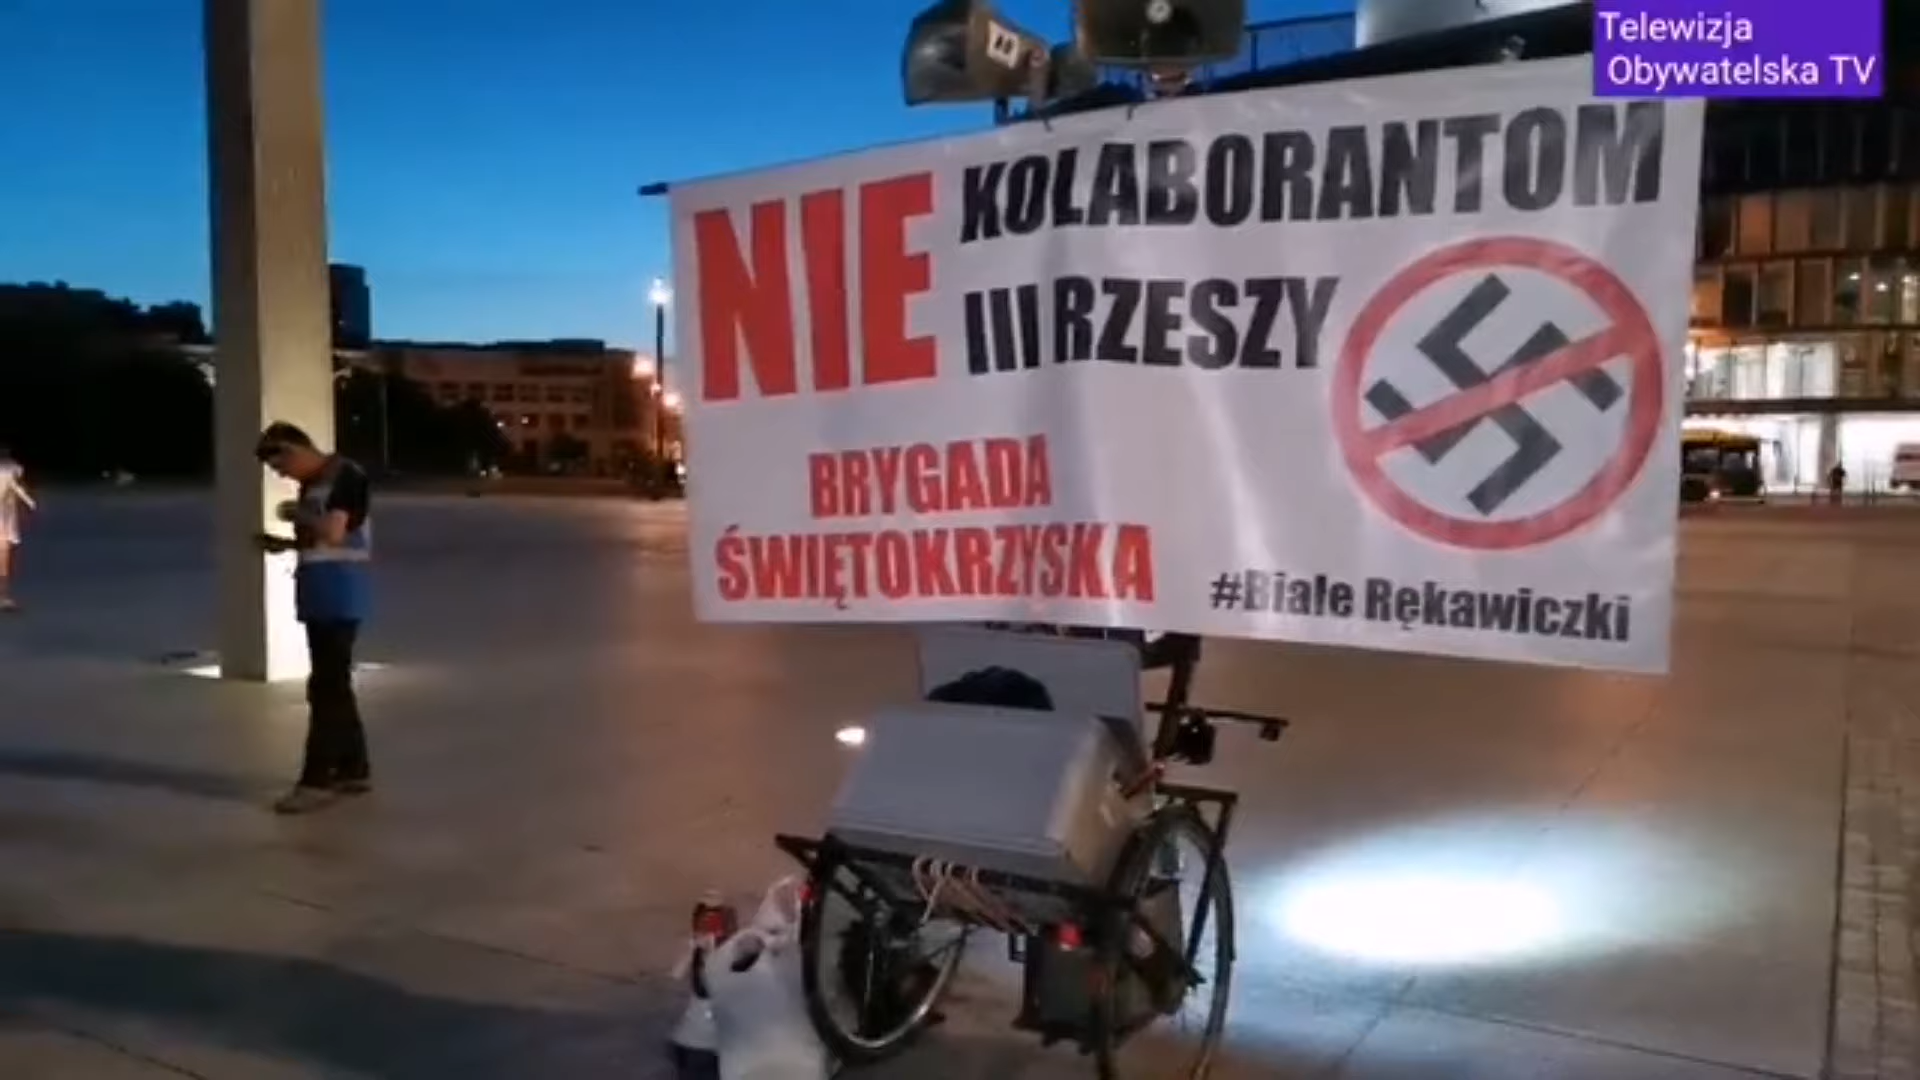 Telewizja
Obywatelska TV
NIE KOLABORANTOM
III RZESZY
BRYGADA
ŚWIĘTOKRZYSKA
#Białe Rękawiczki